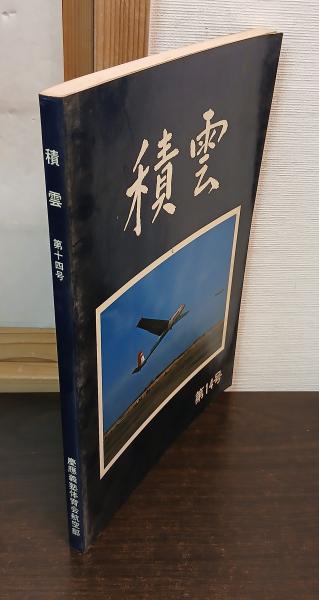 積雲
第14号
積雲
第十四号
慶應義塾体育会航空部